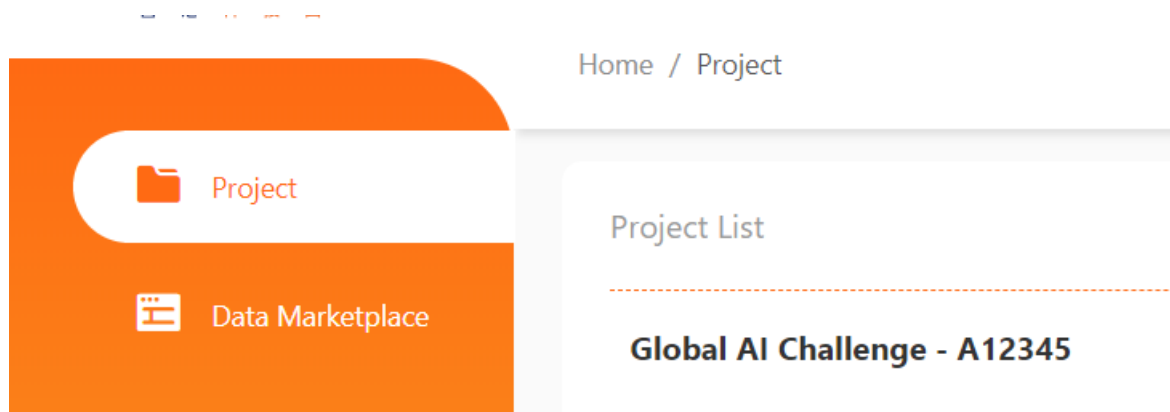 Home / Project
Project
Data Marketplace
Project List
Global AI Challenge - A12345